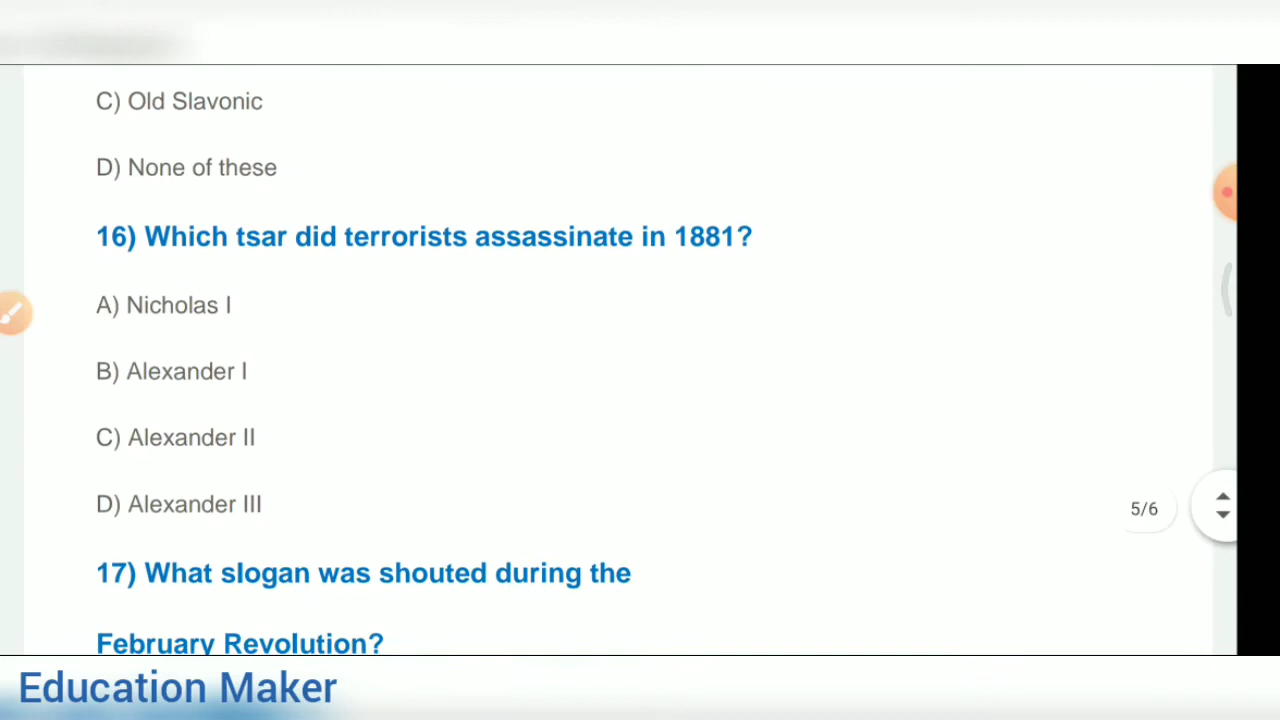 C) Old Slavonic
D) None of these
16) Which tsar did terrorists assassinate in 1881?
A) Nicholas I
B) Alexander I
C) Alexander II
D) Alexander III
5/6
17) What slogan was shouted during the
February Revolution?
Education Maker